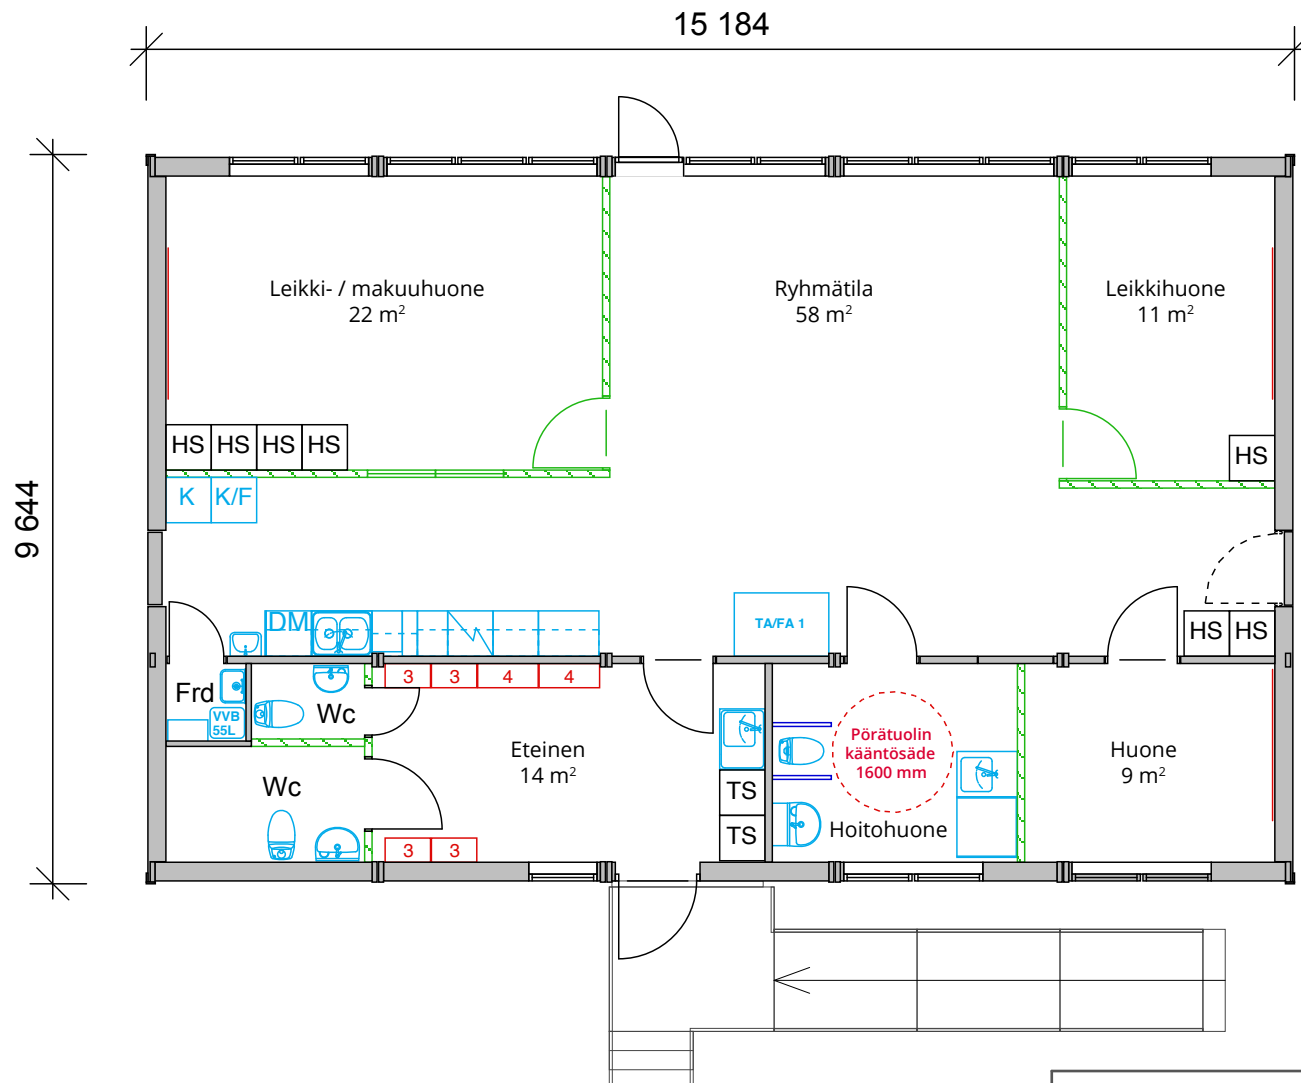 15 184
9 644
Leikki- / makuuhuone
22 m²
Ryhmätila
58 m²
Leikkihuone
11 m²
HS HS HS HS
HS
K K/F
DM
TA/FA 1
HS HS
Frd
VVB
55L
Wc
3 3 4 4
Eteinen
14 m²
Wc
3 3
TS
TS
Pörätuolin
kääntösäde
1600 mm
Hoitohuone
Huone
9 m²